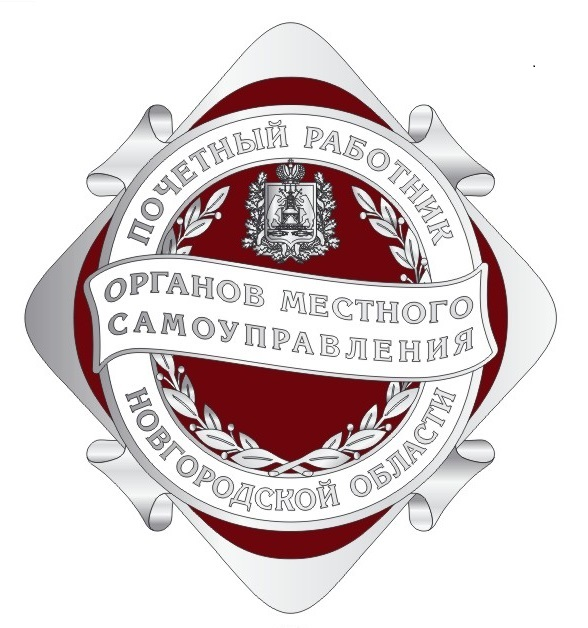 ПОЧЕТНЫЙ РАБОТНИК
ОРГАНОВ МЕСТНОГО
САМОУПРАВЛЕНИЯ
НОВГОРОДСКОЙ ОБЛАСТИ